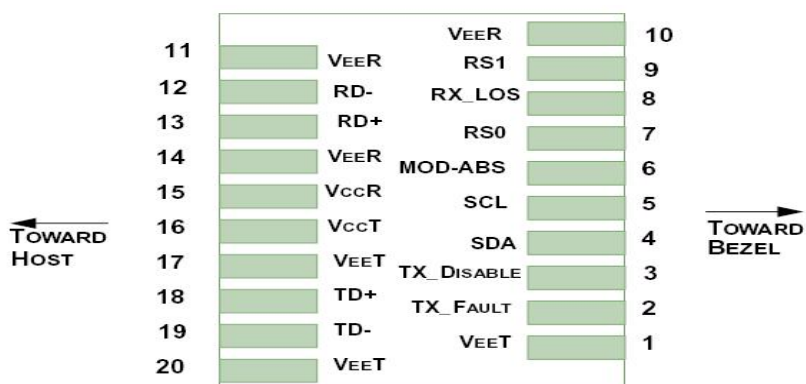 VEER 10
11 VEER
RS1 9
12 RD-
RX_LOS 8
13 RD+
RS0 7
14 VEER
MOD-ABS 6
15 VCCR
SCL 5
16 VCCT
TOWARD HOST
SDA 4
TOWARD BEZEL
17 VEET
TX_DISABLE 3
18 TD+
TX_FAULT 2
19 TD-
VEET 1
20 VEET